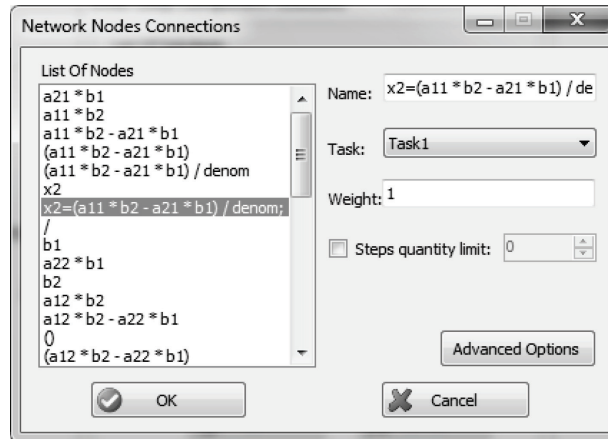 Network Nodes Connections
List Of Nodes
a21 * b1
a11 * b2
a11 * b2 - a21 * b1
(a11 * b2 - a21 * b1)
(a11 * b2 - a21 * b1) / denom
x2
x2=(a11 * b2 - a21 * b1) / denom;
/
b1
a22 * b1
b2
a12 * b2
a12 * b2 - a22 * b1
()
(a12 * b2 - a22 * b1)
Name: x2=(a11 * b2 - a21 * b1) / de
Task: Task1
Weight: 1
Steps quantity limit: 0
Advanced Options
OK
Cancel